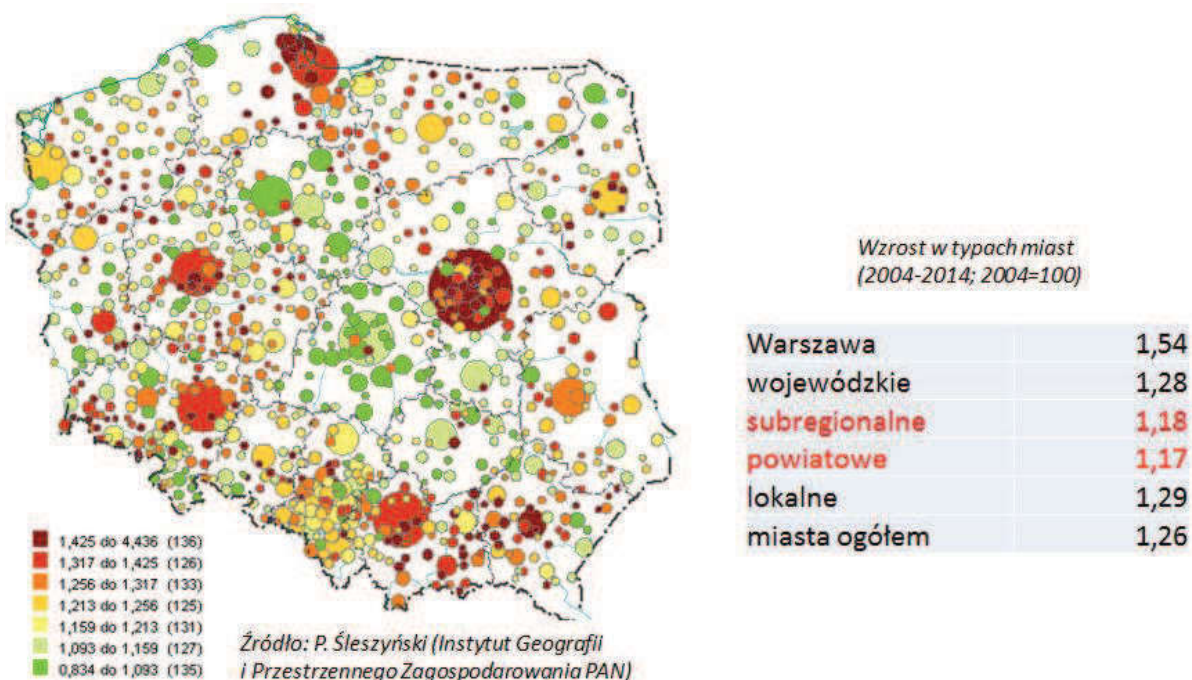 Wzrost w typach miast
(2004-2014; 2004=100)
Warszawa 1,54
wojewódzkie 1,28
subregionalne 1,18
powiatowe 1,17
lokalne 1,29
miasta ogółem 1,26
1,425 do 4,436 (136)
1,317 do 1,425 (126)
1,256 do 1,317 (133)
1,213 do 1,256 (125)
1,159 do 1,213 (131)
1,093 do 1,159 (127)
0,834 do 1,093 (135)
Źródło: P. Śleszyński (Instytut Geografii
i Przestrzennego Zagospodarowania PAN)